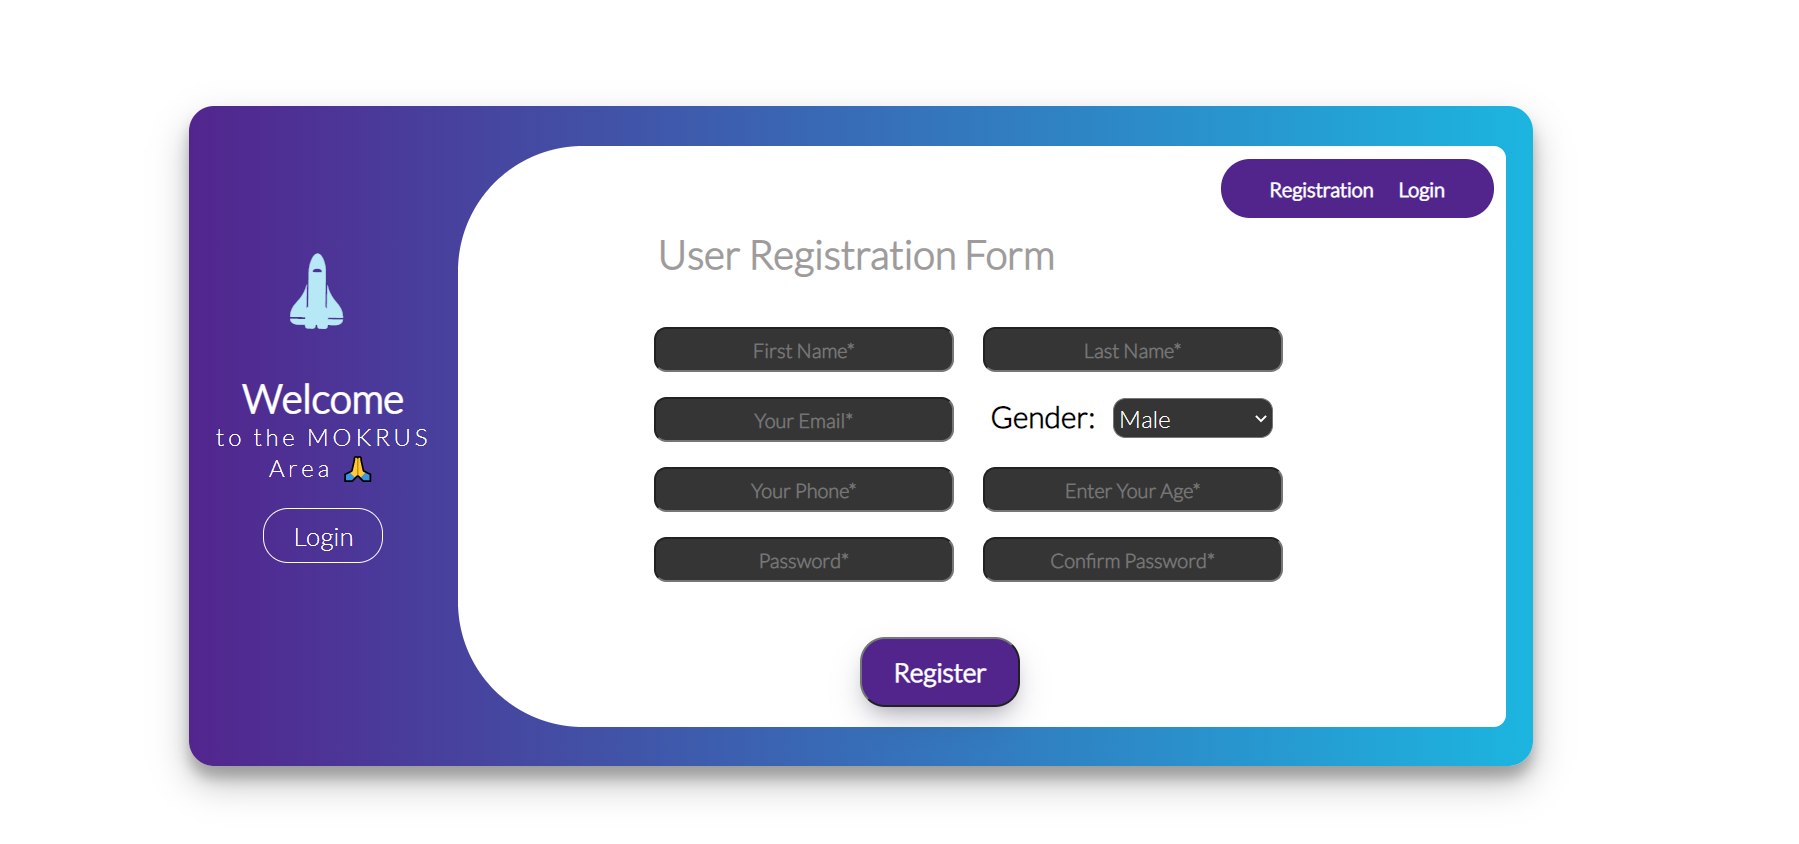 Registration Login
User Registration Form
Welcome
to the MOKRUS
Area 🙏
Login
First Name* Last Name*
Your Email* Gender: Male
Your Phone* Enter Your Age*
Password* Confirm Password*
Register